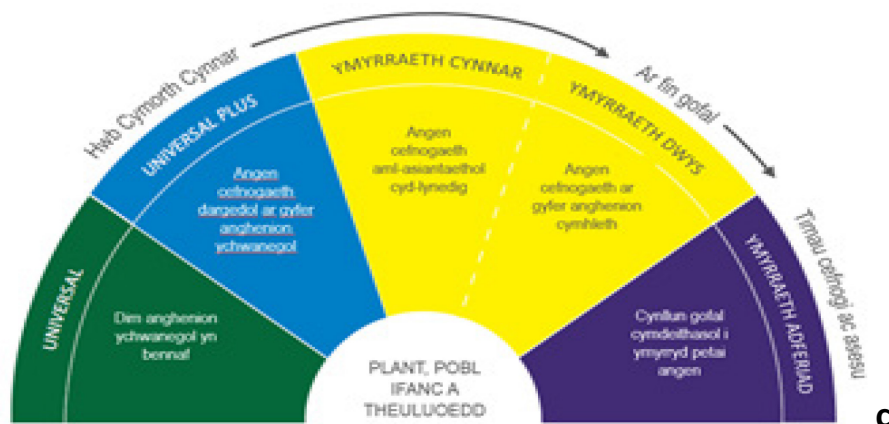 Hwb Cymorth Cynnar
Ar fin gofal
Timau cefnogi ac asesu
UNIVERSAL
Dim anghenion
ychwanegol yn
bennaf
UNIVERSAL PLUS
Angen
cefnogaeth
dargedol ar gyfer
anghenion
ychwanegol
YMYRRAETH CYNNAR
Angen
cefnogaeth
aml-asiantaethol
cyd-lynedig
YMYRRAETH DWYS
Angen
cefnogaeth ar
gyfer anghenion
cymhleth
YMYRRAETH ADFERIAD
Cynllun gofal
cymdeithasol i
ymyrryd petai
angen
PLANT, POBL
IFANC A
THEULUOEDD